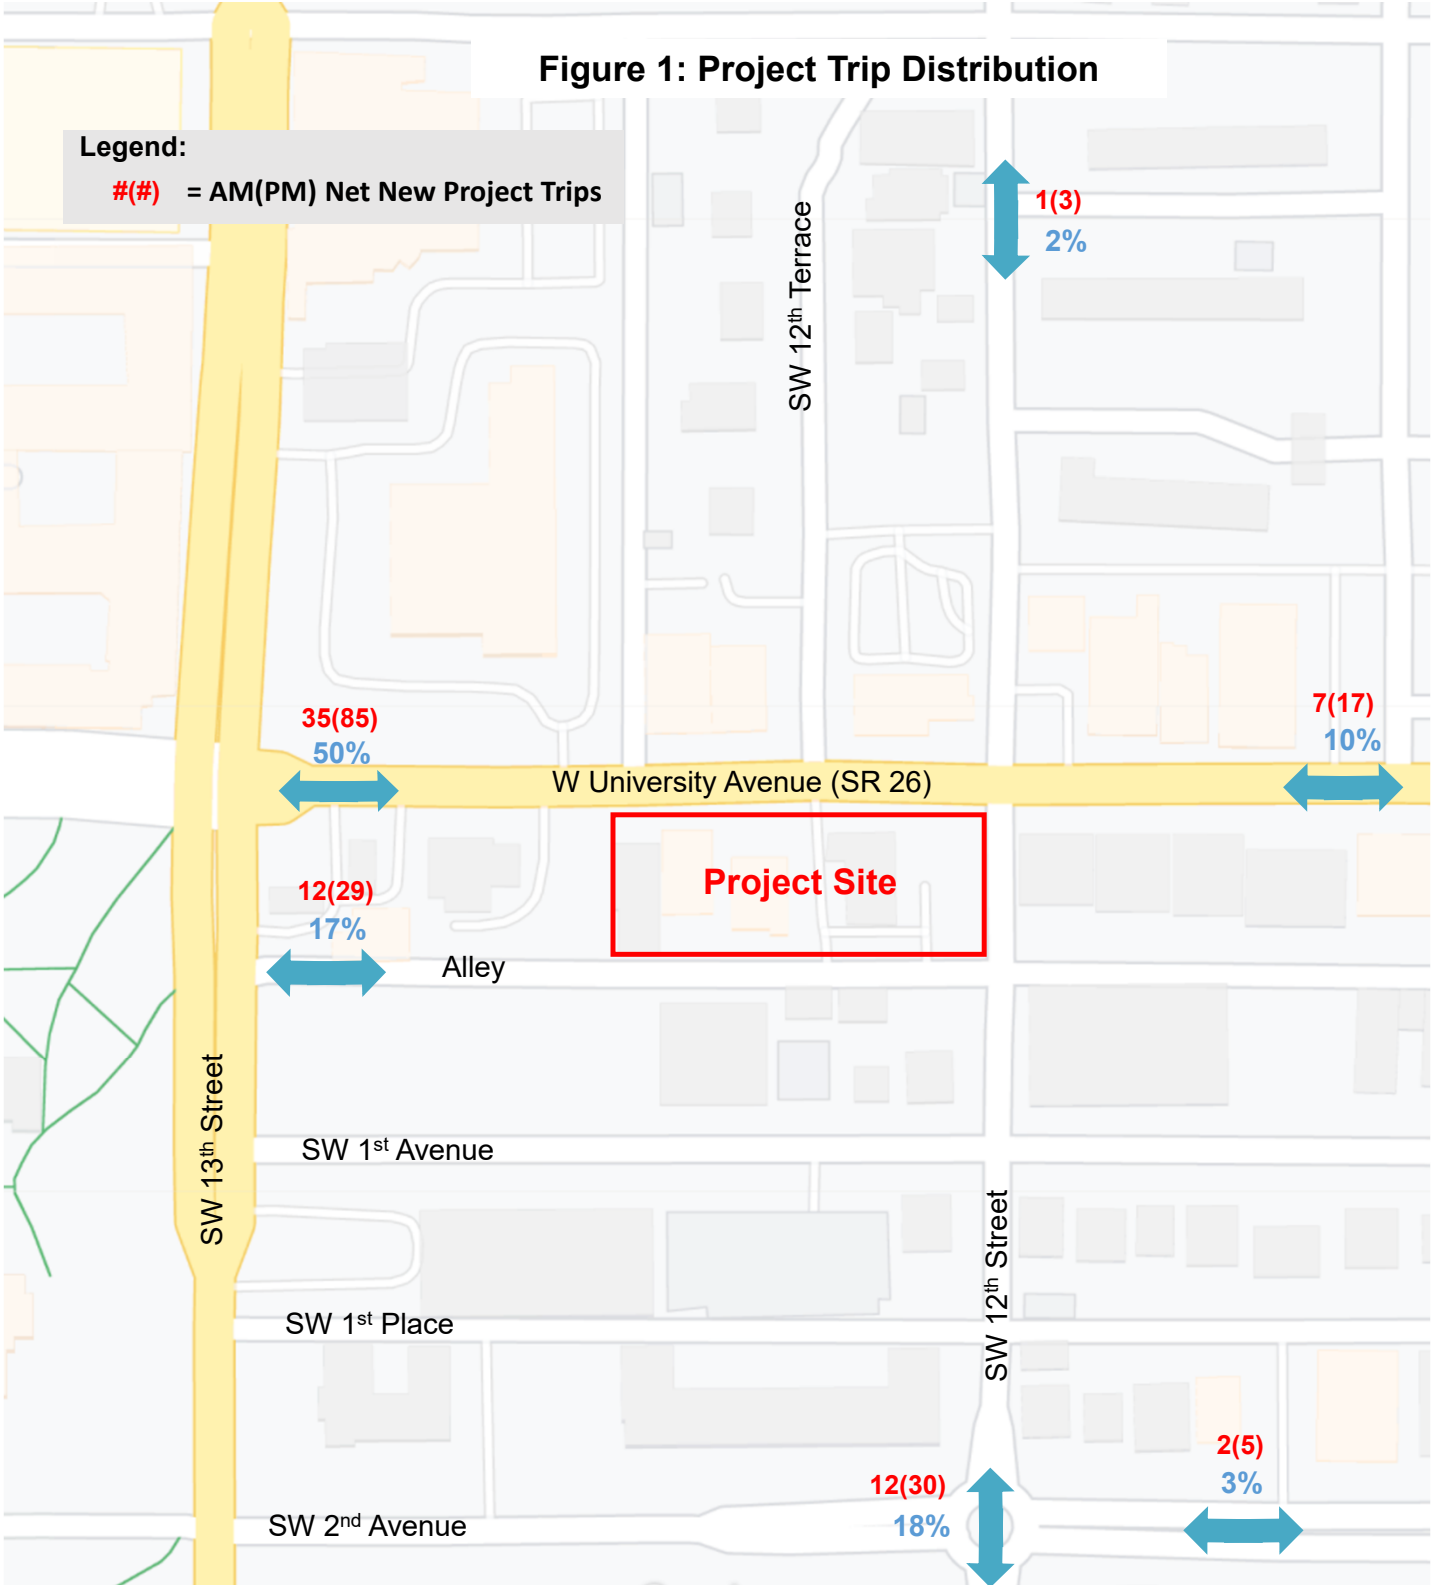 Figure 1: Project Trip Distribution
Legend:
#(#) = AM(PM) Net New Project Trips
1(3)
2%
SW 12th Terrace
35(85)
50%
7(17)
10%
W University Avenue (SR 26)
Project Site
12(29)
17%
Alley
SW 13th Street
SW 1st Avenue
SW 12th Street
SW 1st Place
2(5)
3%
12(30)
18%
SW 2nd Avenue